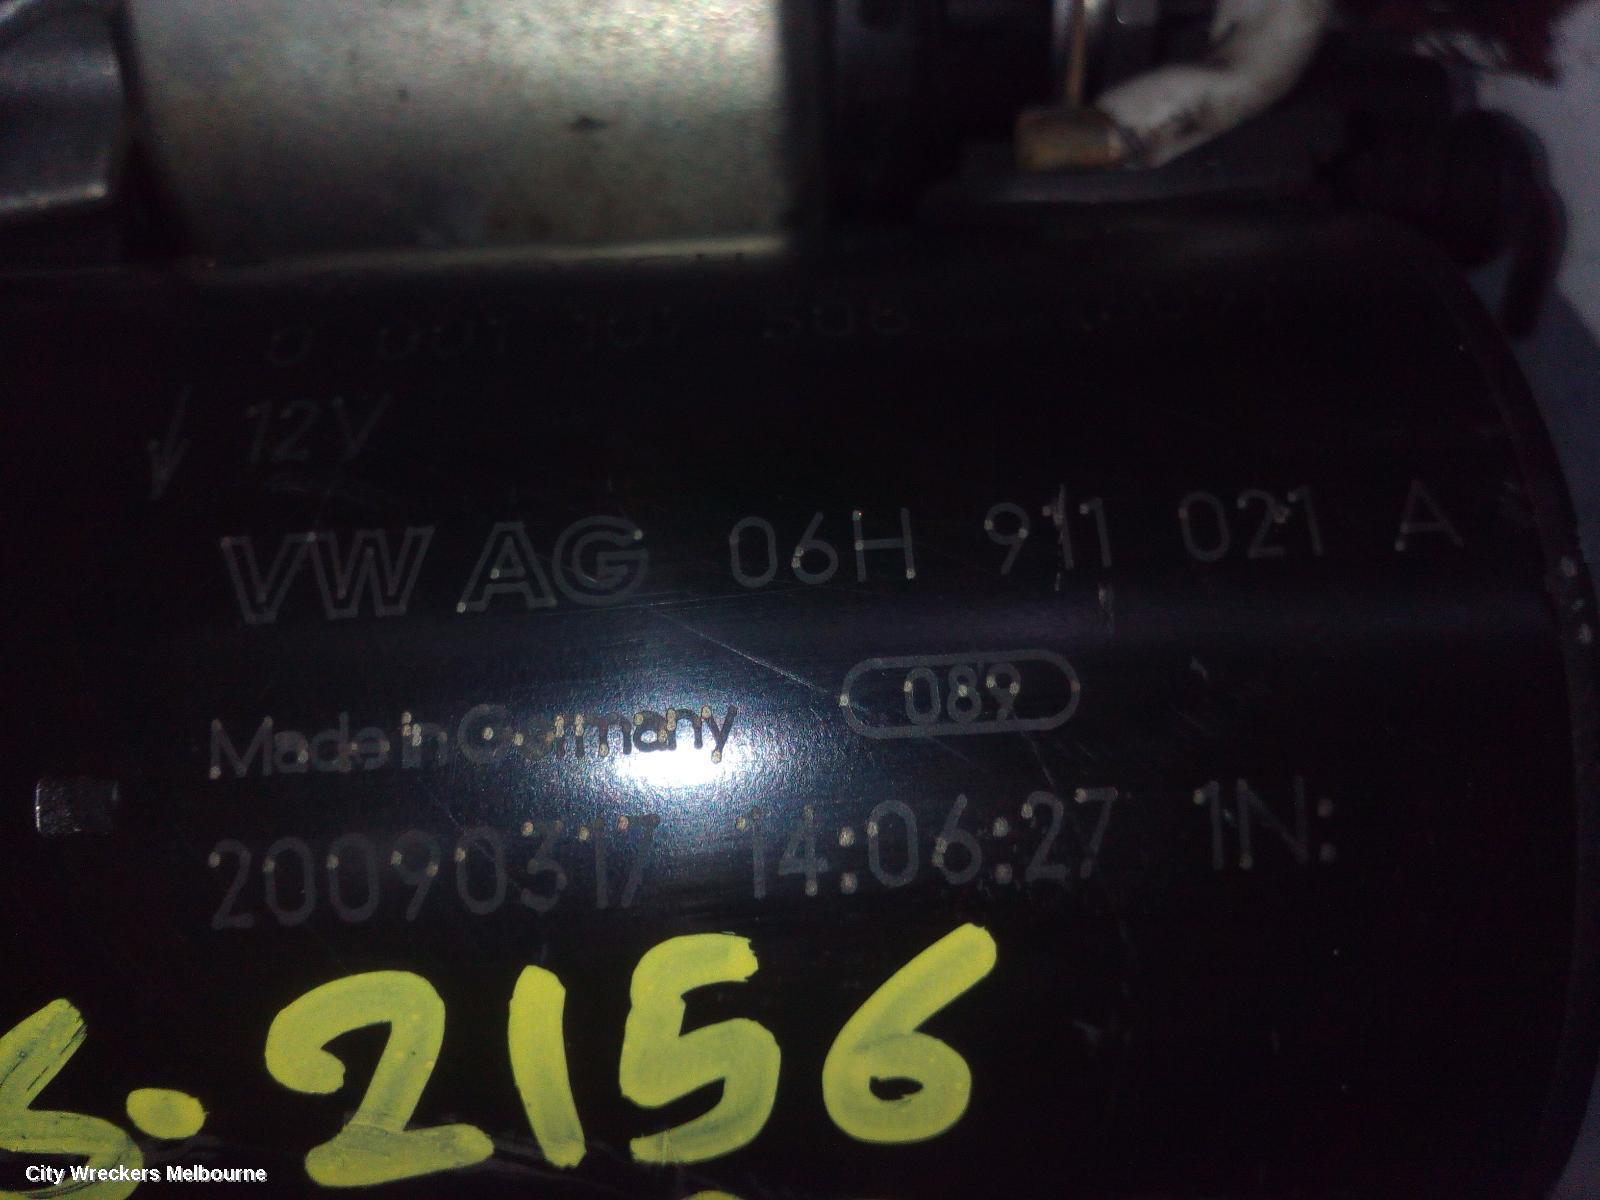 12V
VW AG 06H 911 021 A
Made in Germany 089
20090317 14:06:27 1N:
S. 2156
City Wreckers Melbourne